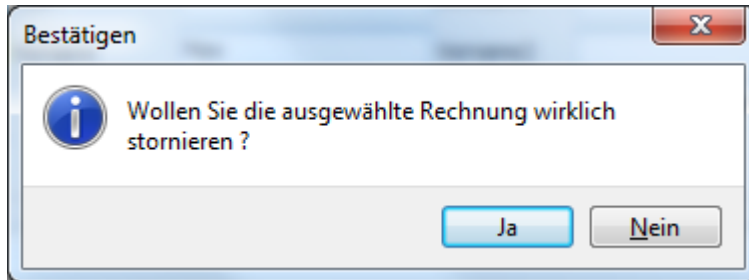 Bestätigen
Wollen Sie die ausgewählte Rechnung wirklich
stornieren ?
Ja
Nein